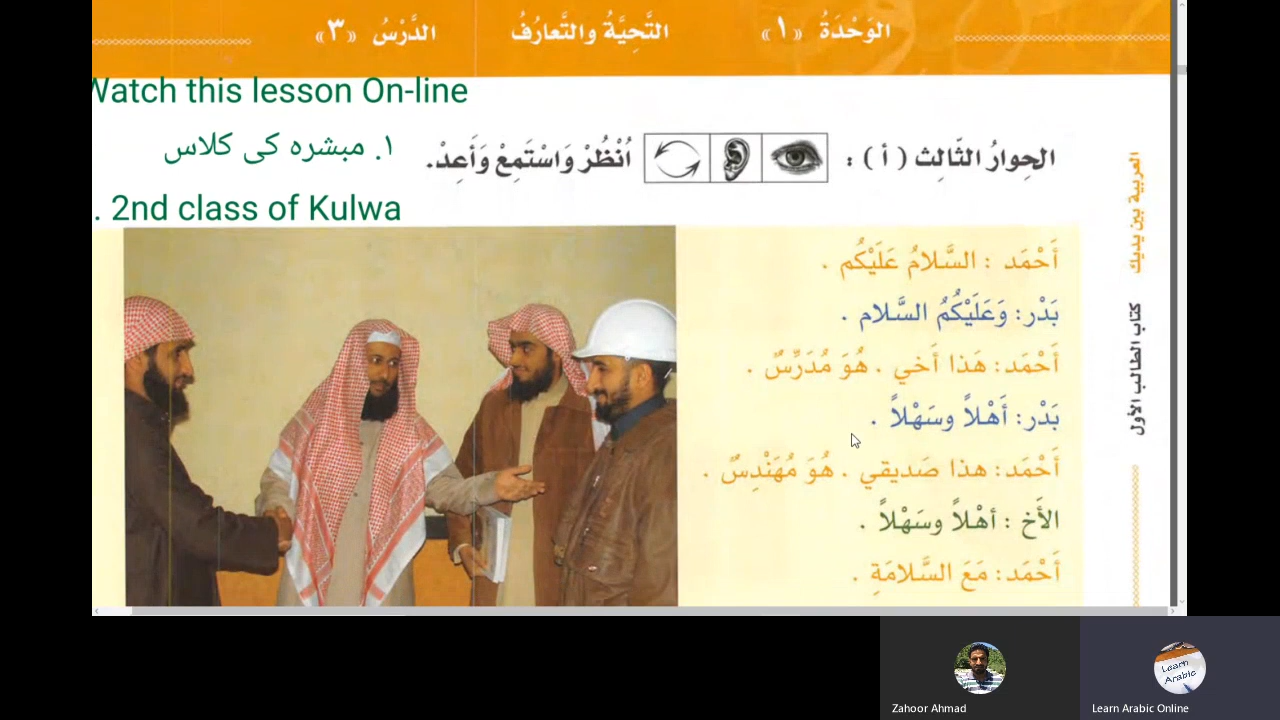 الوَحْدَةُ «١» التَّحِيَّةُ والتَّعارُفُ الدَّرْسُ «٣»
Watch this lesson On-line
الحِوارُ الثَّالِث ( أ ) : اُنْظُرْ وَاسْتَمِعْ وَأَعِدْ.
١. مبشرہ کی کلاس
. 2nd class of Kulwa
أَحْمَد : السَّلامُ عَلَيْكُم .
بَدْر: وَعَلَيْكُمُ السَّلام .
أَحْمَد: هَذا أَخي . هُوَ مُدَرِّسٌ .
بَدْر: أَهْلاً وسَهْلاً .
أَحْمَد: هذا صَديقي . هُوَ مُهَنْدِسٌ .
الأَخ : أهْلاً وسَهْلاً .
أَحْمَد: مَعَ السَّلامَةِ .
العربية بين يديك
كتاب الطالب الأول
Learn Arabic
Zahoor Ahmad
Learn Arabic Online